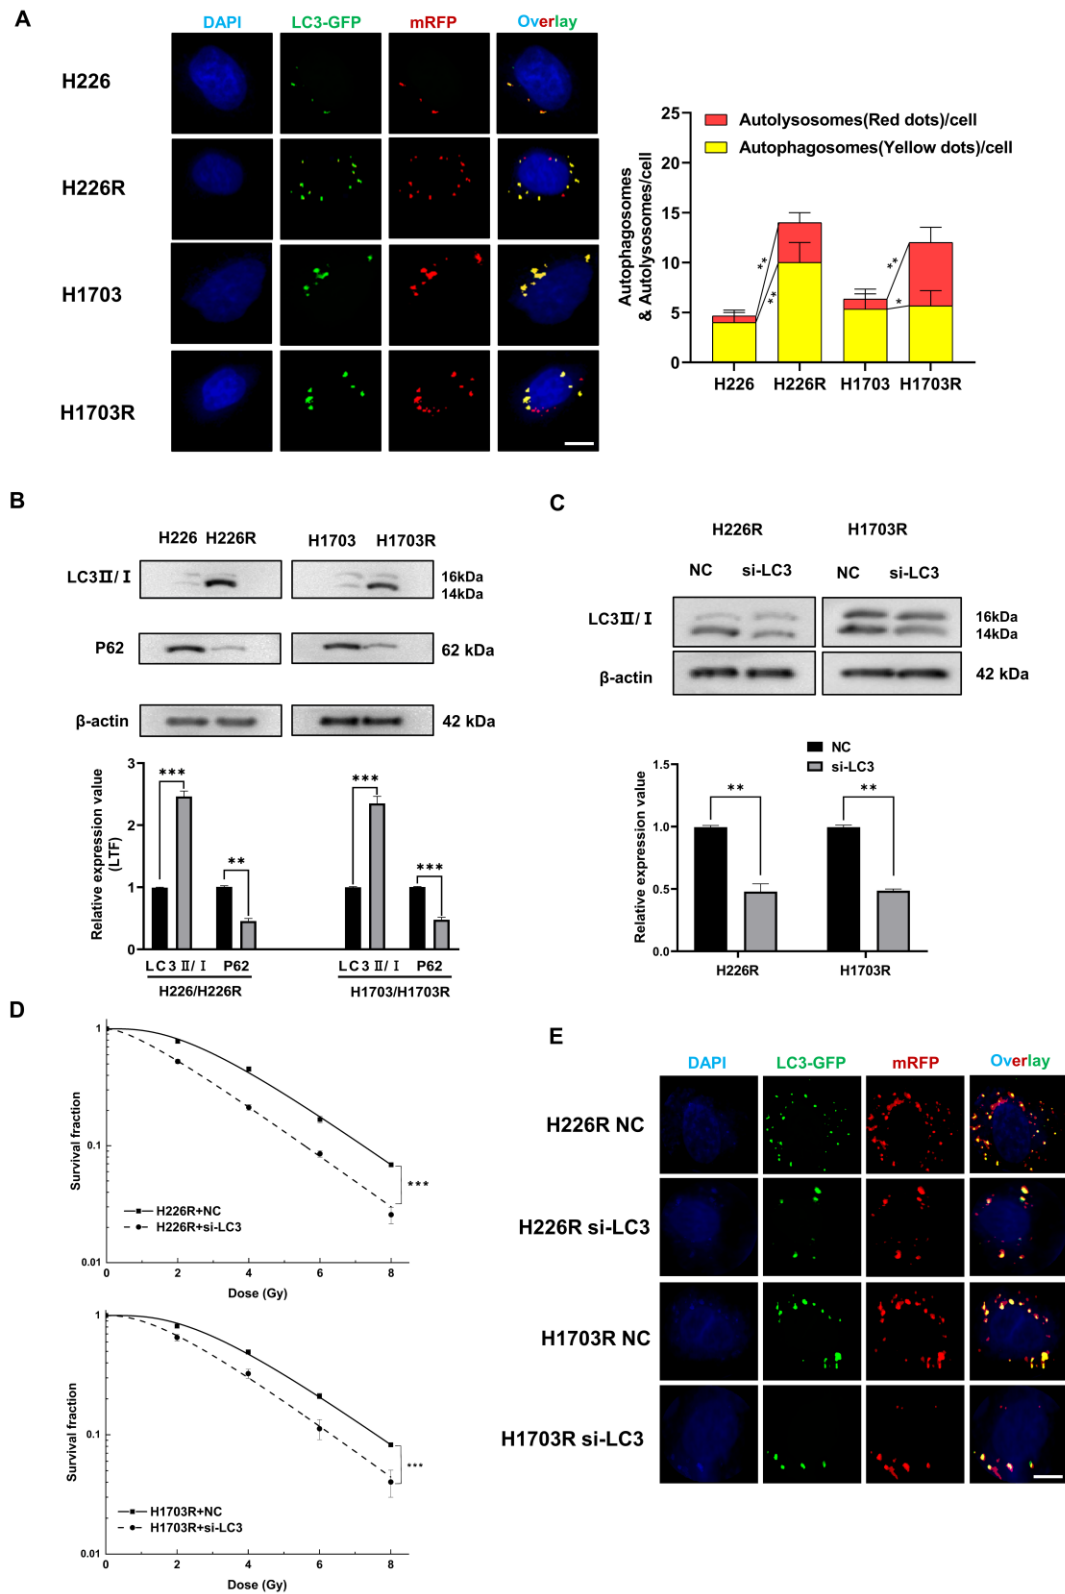 A
DAPI LC3-GFP mRFP Overlay
H226
H226R
H1703
H1703R
Autophagosomes
& Autolysosomes/cell
25
20
15
10
5
0
Autolysosomes(Red dots)/cell
Autophagosomes(Yellow dots)/cell
** ** ** *
H226 H226R H1703 H1703R
B
H226 H226R H1703 H1703R
LC3Ⅱ/Ⅰ 16kDa
14kDa
P62 62 kDa
β-actin 42 kDa
Relative expression value
(LTF)
3
2
1
0
*** ** *** ***
LC3Ⅱ/Ⅰ P62 LC3Ⅱ/Ⅰ P62
H226/H226R H1703/H1703R
C
H226R H1703R
NC si-LC3 NC si-LC3
LC3Ⅱ/Ⅰ 16kDa
14kDa
β-actin 42 kDa
NC
si-LC3
Relative expression value
1.5
1.0
0.5
0.0
** **
H226R H1703R
D
Survival fraction
1
0.1
0.01
***
H226R+NC
H226R+si-LC3
0 2 4 6 8
Dose (Gy)
Survival fraction
1
0.1
0.01
***
H1703R+NC
H1703R+si-LC3
0 2 4 6 8
Dose (Gy)
E
DAPI LC3-GFP mRFP Overlay
H226R NC
H226R si-LC3
H1703R NC
H1703R si-LC3